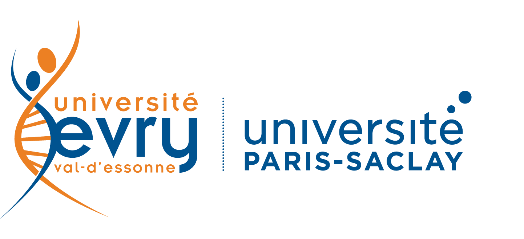 université
evry
val-d'essonne
université
PARIS-SACLAY